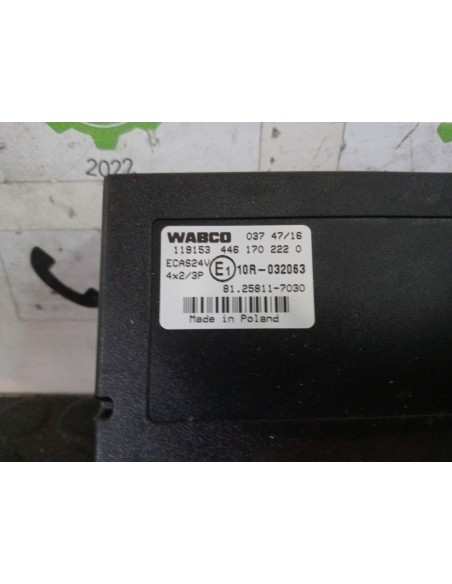 2022
WABCO 037 47/16
119153 446 170 222 0
ECAS24V E1 10R-032063
4x2/3P
81.25811-7030
Made in Poland